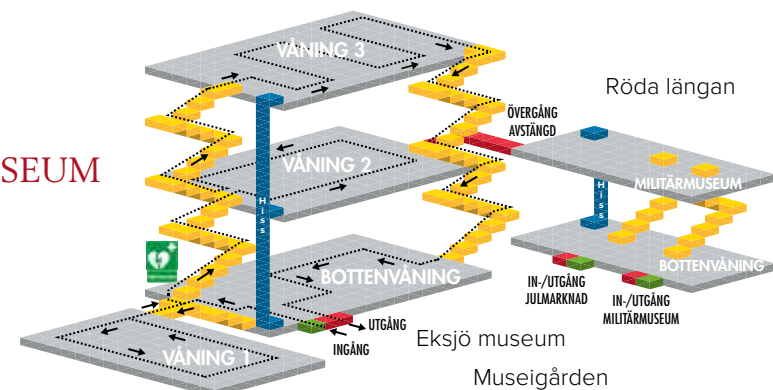 VÅNING 3
Röda längan
ÖVERGÅNG
AVSTÄNGD
SEUM
VÅNING 2
Hiss
MILITÄRMUSEUM
Hiss
BOTTENVÅNING
BOTTENVÅNING
IN-/UTGÅNG
JULMARKNAD
IN-/UTGÅNG
MILITÄRMUSEUM
UTGÅNG
INGÅNG
Eksjö museum
VÅNING 1
Museigården